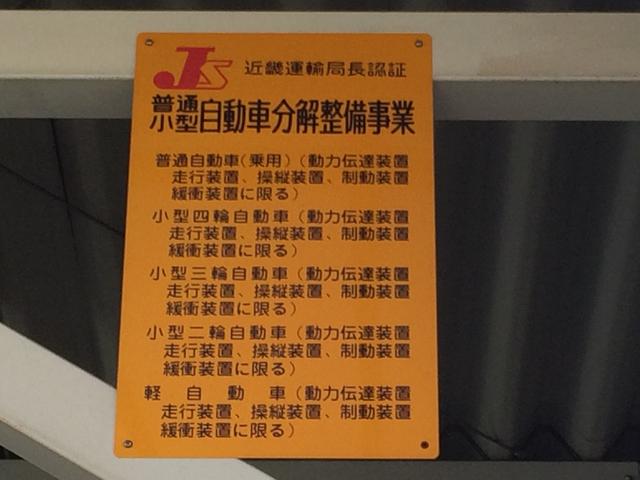 JS 近畿運輸局長認証
普通
小型自動車分解整備事業
普通自動車(乗用)(動力伝達装置
走行装置、操縦装置、制動装置
緩衝装置に限る)
小型四輪自動車(動力伝達装置
走行装置、操縦装置、制動装置
緩衝装置に限る)
小型三輪自動車(動力伝達装置
走行装置、操縦装置、制動装置
緩衝装置に限る)
小型二輪自動車(動力伝達装置
走行装置、操縦装置、制動装置
緩衝装置に限る)
軽自動車(動力伝達装置
走行装置、操縦装置、制動装置
緩衝装置に限る)